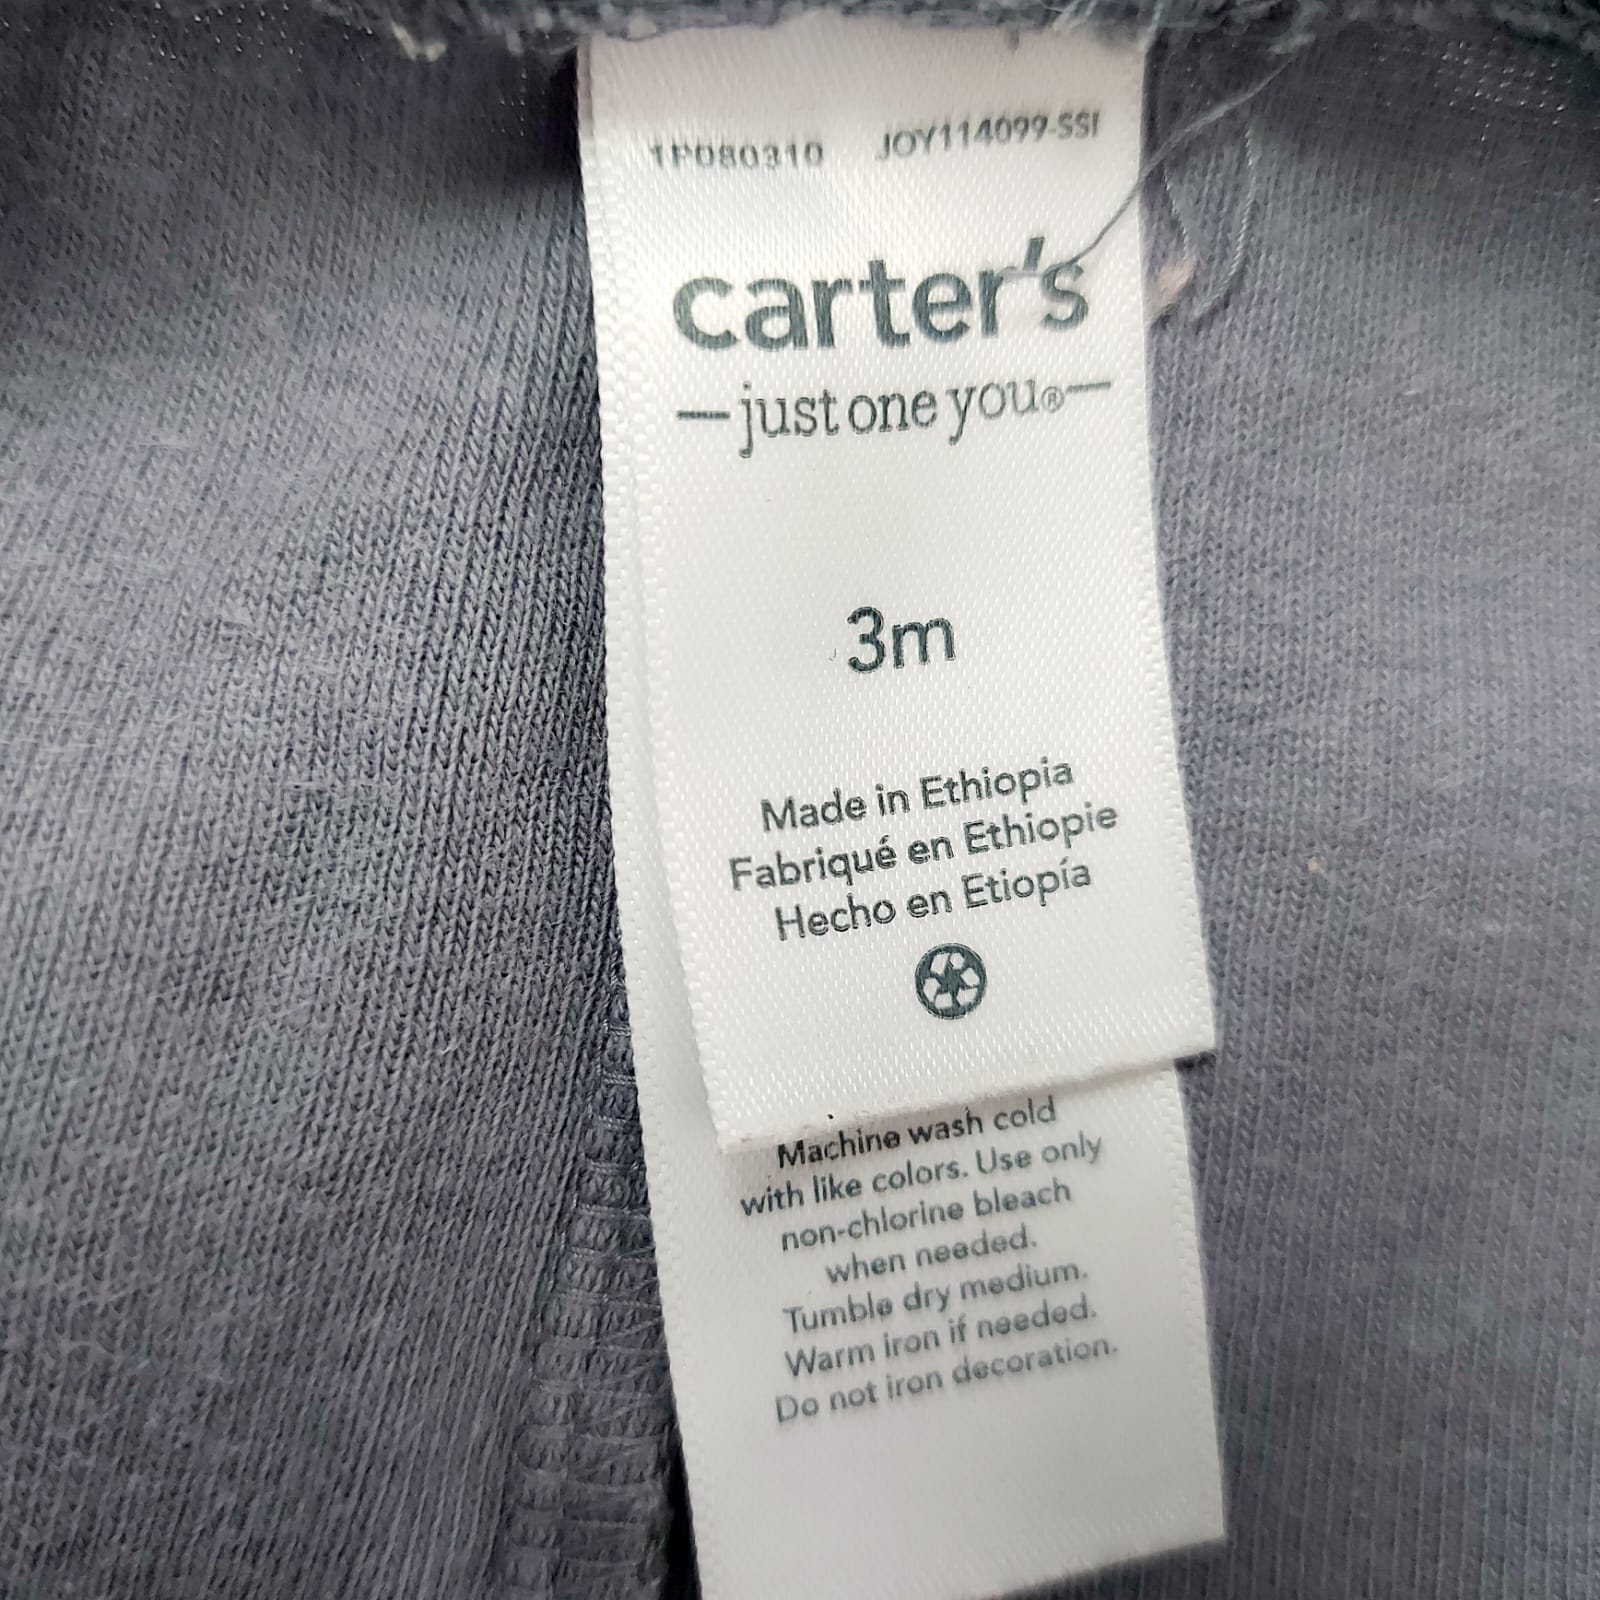 1P080310 JOY114099-SSI
carter's
just one you®
3m
Made in Ethiopia
Fabriqué en Ethiopie
Hecho en Etiopía
Machine wash cold
with like colors. Use only
non-chlorine bleach
when needed.
Tumble dry medium.
Warm iron if needed.
Do not iron decoration.